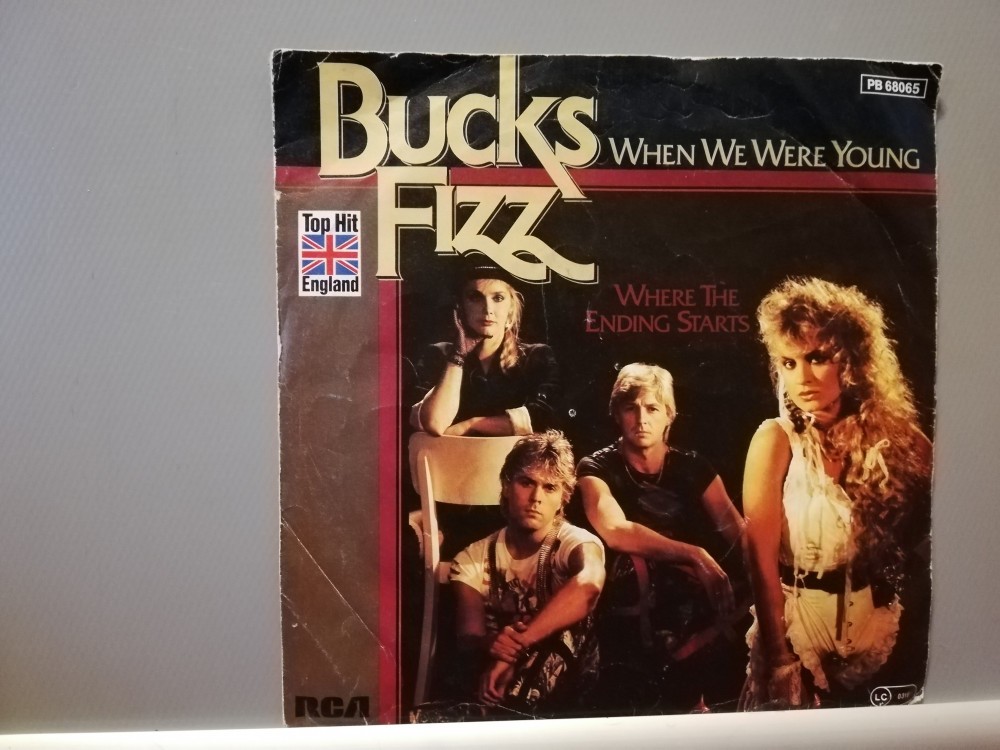 PB 68065
Bucks
Fizz
When We Were Young
Top Hit
England
Where The
Ending Starts
RCA
LC